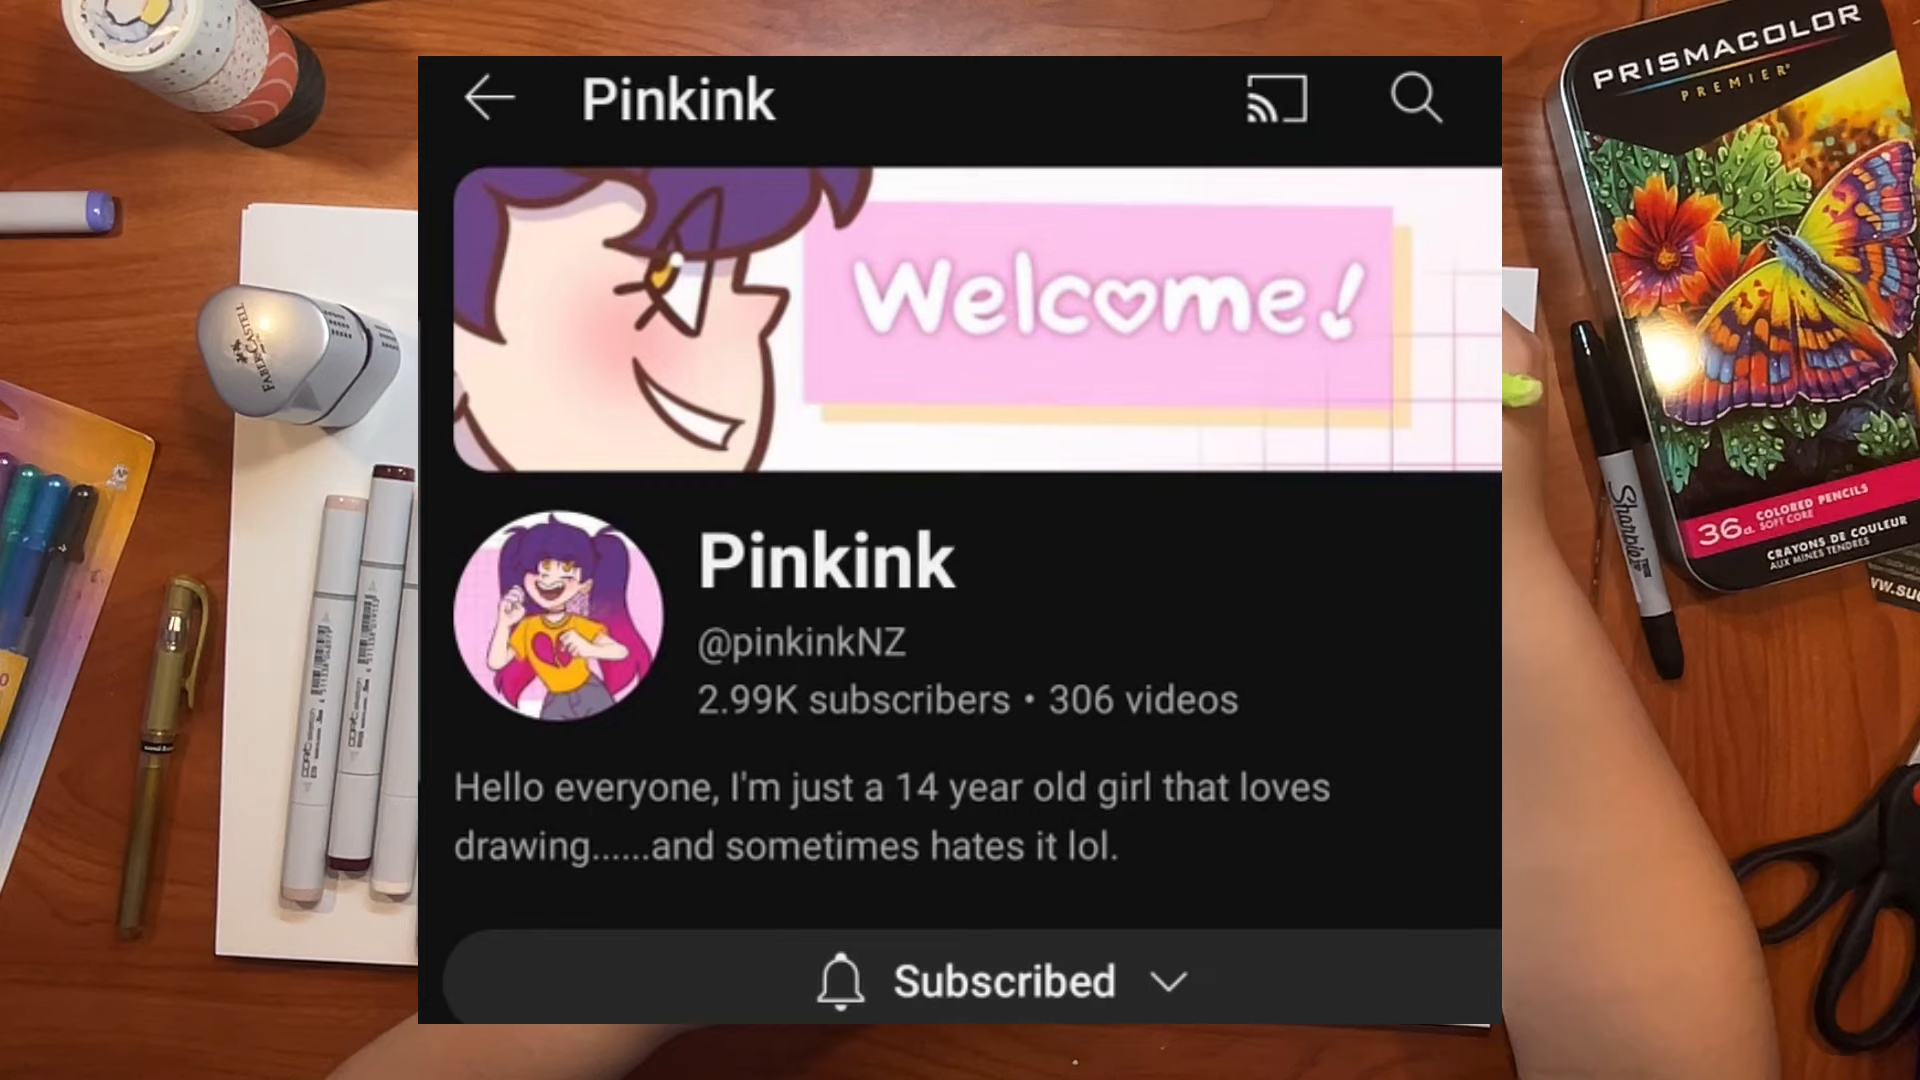 Pinkink
Welcome!
Pinkink
@pinkinkNZ
2.99K subscribers • 306 videos
Hello everyone, I'm just a 14 year old girl that loves
drawing......and sometimes hates it lol.
Subscribed
PRISMACOLOR
PREMIER®
36
COLORED PENCILS
SOFT CORE
CRAYONS DE COULEUR
AUX MINES TENDRES
Sharpie
FABER-CASTELL
COPIC
COPIC